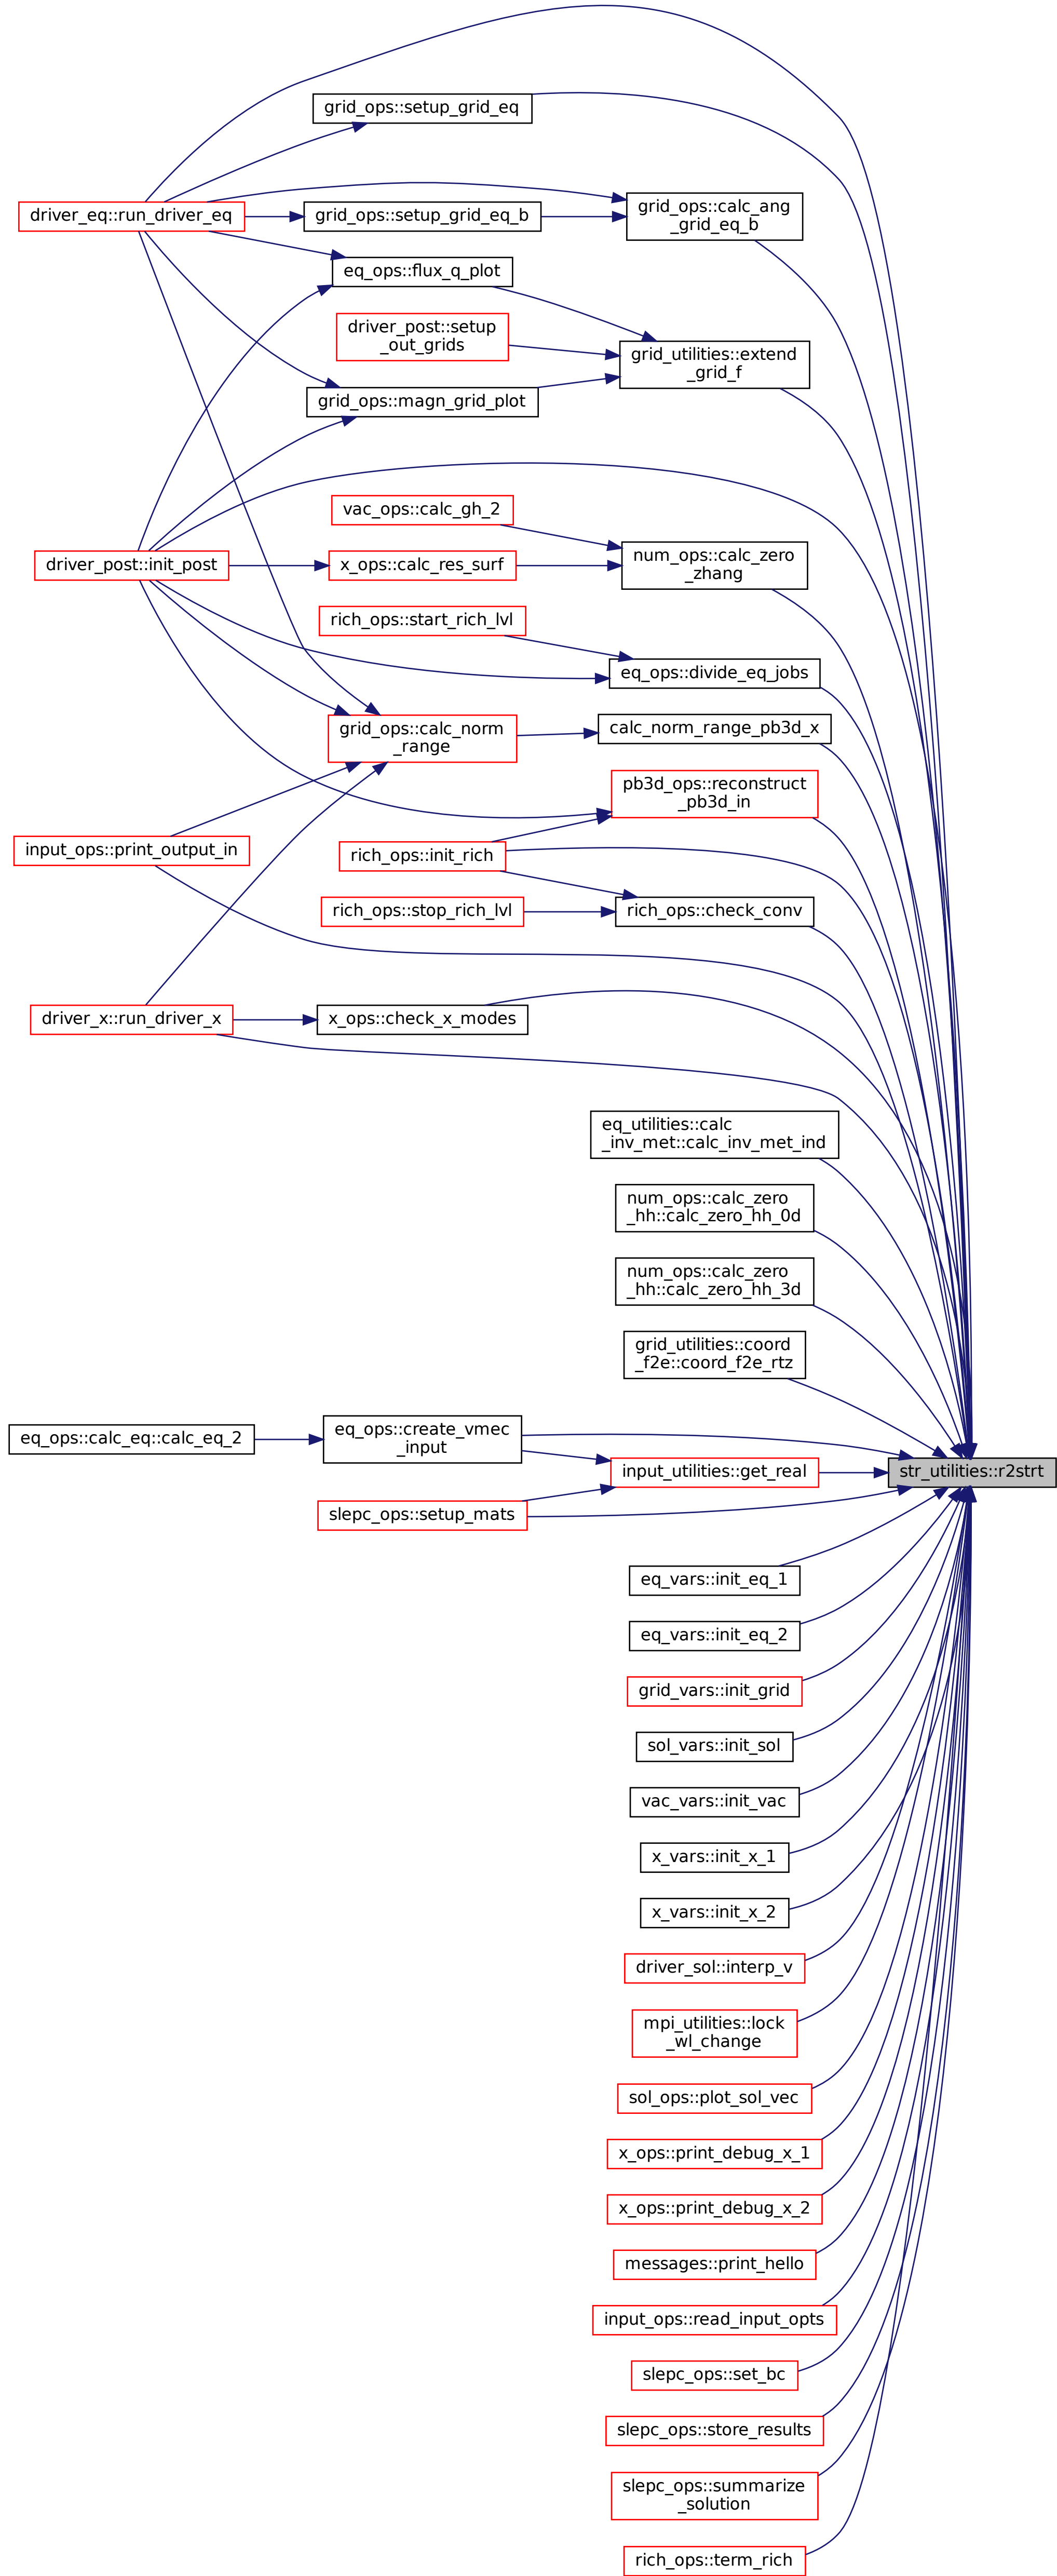 grid_ops::setup_grid_eq
driver_eq::run_driver_eq
grid_ops::setup_grid_eq_b
grid_ops::calc_ang
_grid_eq_b
eq_ops::flux_q_plot
driver_post::setup
_out_grids
grid_utilities::extend
_grid_f
grid_ops::magn_grid_plot
vac_ops::calc_gh_2
driver_post::init_post
x_ops::calc_res_surf
num_ops::calc_zero
_zhang
rich_ops::start_rich_lvl
eq_ops::divide_eq_jobs
grid_ops::calc_norm
_range
calc_norm_range_pb3d_x
pb3d_ops::reconstruct
_pb3d_in
input_ops::print_output_in
rich_ops::init_rich
rich_ops::stop_rich_lvl
rich_ops::check_conv
driver_x::run_driver_x
x_ops::check_x_modes
eq_utilities::calc
_inv_met::calc_inv_met_ind
num_ops::calc_zero
_hh::calc_zero_hh_0d
num_ops::calc_zero
_hh::calc_zero_hh_3d
grid_utilities::coord
_f2e::coord_f2e_rtz
eq_ops::calc_eq::calc_eq_2
eq_ops::create_vmec
_input
input_utilities::get_real
str_utilities::r2strt
slepc_ops::setup_mats
eq_vars::init_eq_1
eq_vars::init_eq_2
grid_vars::init_grid
sol_vars::init_sol
vac_vars::init_vac
x_vars::init_x_1
x_vars::init_x_2
driver_sol::interp_v
mpi_utilities::lock
_wl_change
sol_ops::plot_sol_vec
x_ops::print_debug_x_1
x_ops::print_debug_x_2
messages::print_hello
input_ops::read_input_opts
slepc_ops::set_bc
slepc_ops::store_results
slepc_ops::summarize
_solution
rich_ops::term_rich